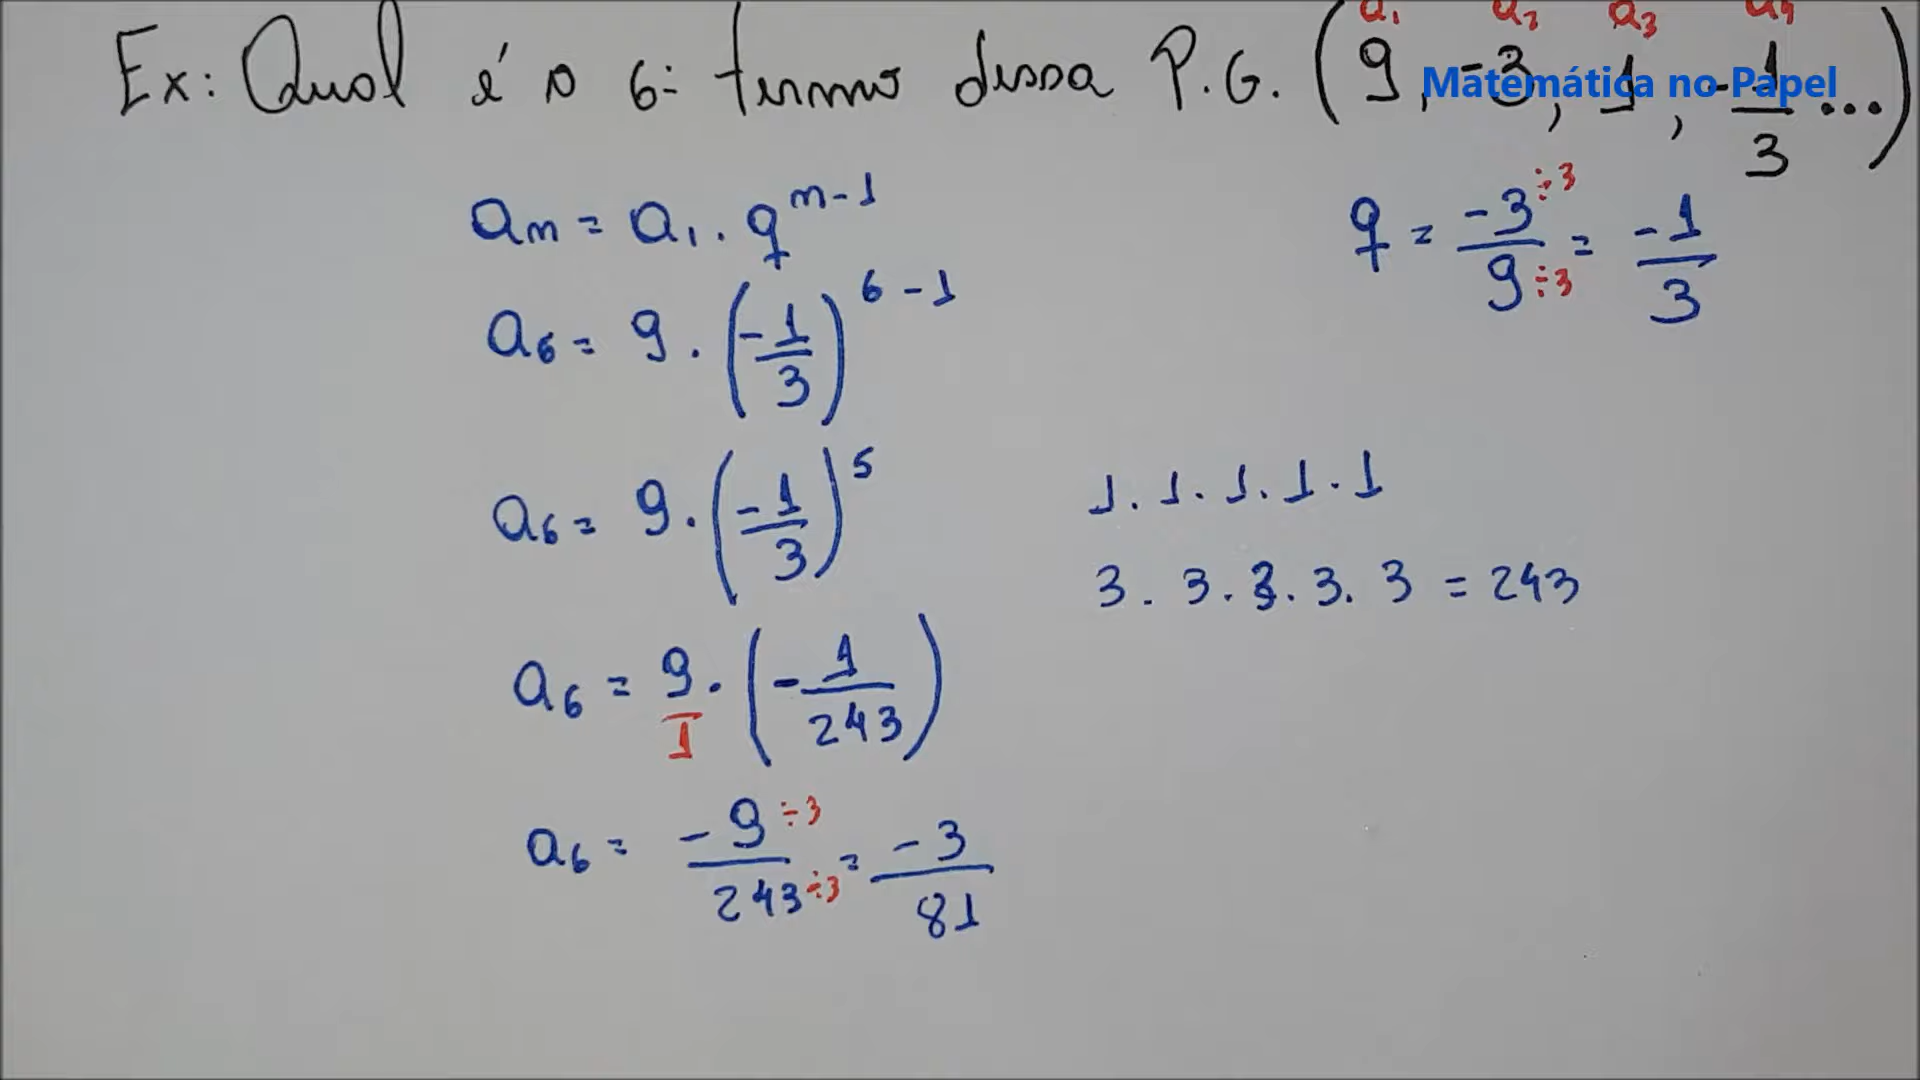 a₁ a₂ a₃ a₄
Ex: Qual é o 6º termo dessa P.G. (9, -3, 1, -1/3 ...)
Matemática no Papel
an = a₁ . q^(n-1)
q = -3/9 ÷3 ÷3 = -1/3
a₆ = 9 . (-1/3)^(6-1)
a₆ = 9 . (-1/3)^5
1 . 1 . 1 . 1 . 1
3 . 3 . 3 . 3 . 3 = 243
a₆ = 9/1 . (-1/243)
a₆ = -9/243 ÷3 ÷3 = -3/81